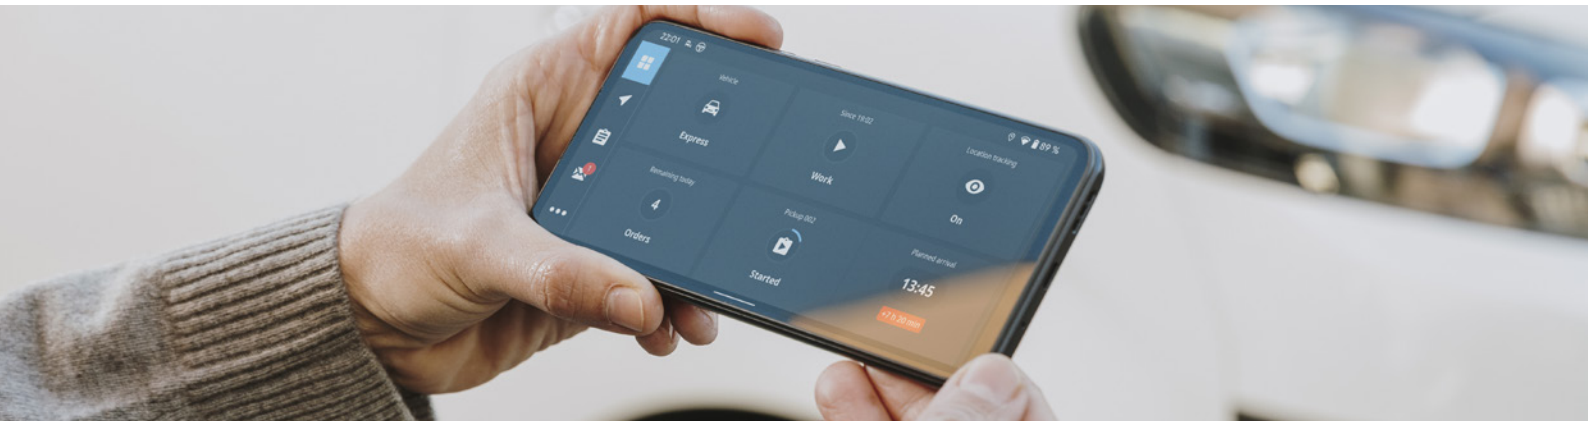 22:01
89 %
Vehicle
Express
Since 19:02
Work
Location tracking
On
Remaining today
4
Orders
Pickup 002
Started
Planned arrival
13:45